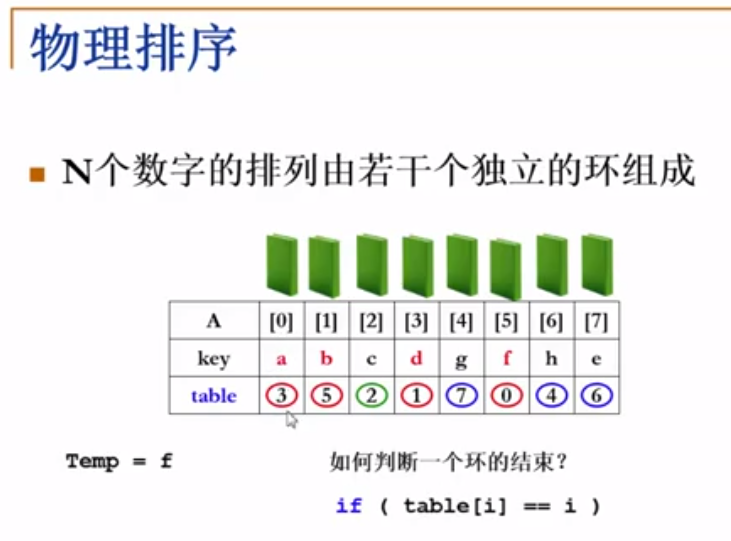 物理排序
N个数字的排列由若干个独立的环组成
A [0] [1] [2] [3] [4] [5] [6] [7]
key a b c d g f h e
table 3 5 2 1 7 0 4 6
Temp = f 如何判断一个环的结束？
if ( table[i] == i )